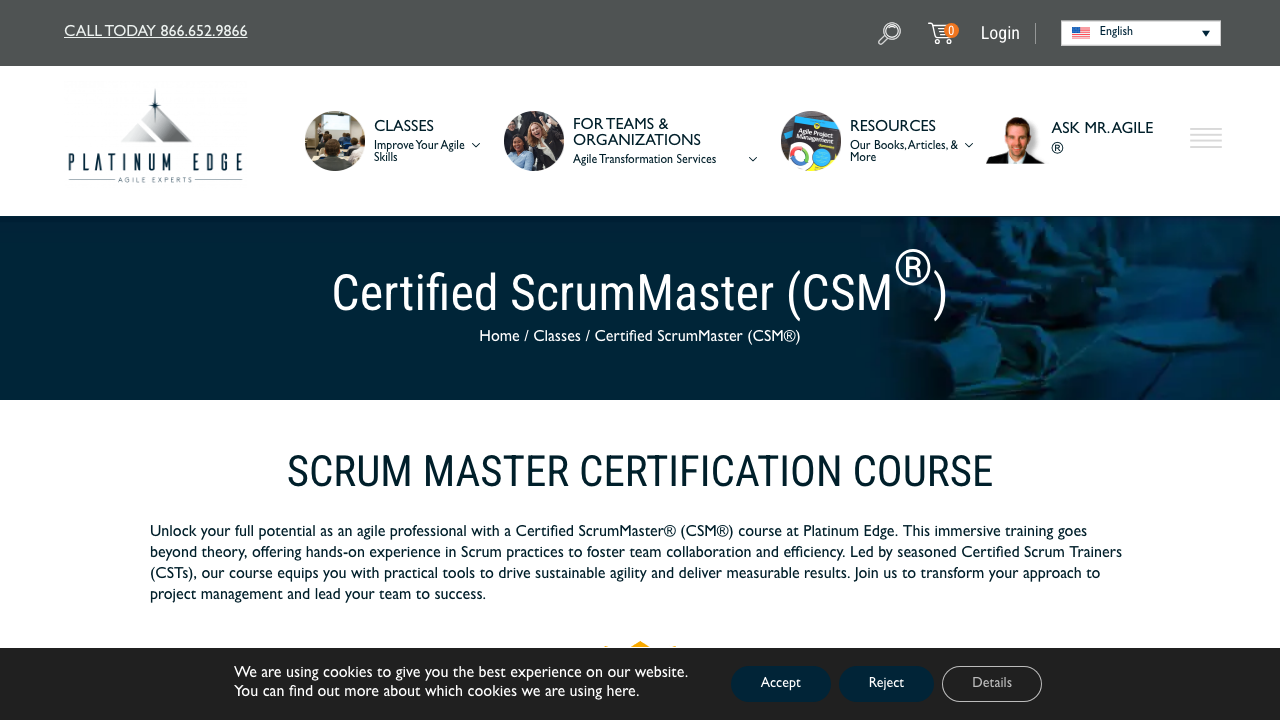 CALL TODAY 866.652.9866
0
Login
English
PLATINUM EDGE
AGILE EXPERTS
CLASSES
Improve Your Agile
Skills
FOR TEAMS &
ORGANIZATIONS
Agile Transformation Services
Agile Project
Management
RESOURCES
Our Books, Articles, &
More
ASK MR. AGILE
®
Certified ScrumMaster (CSM®)
Home / Classes / Certified ScrumMaster (CSM®)
SCRUM MASTER CERTIFICATION COURSE
Unlock your full potential as an agile professional with a Certified ScrumMaster® (CSM®) course at Platinum Edge. This immersive training goes
beyond theory, offering hands-on experience in Scrum practices to foster team collaboration and efficiency. Led by seasoned Certified Scrum Trainers
(CSTs), our course equips you with practical tools to drive sustainable agility and deliver measurable results. Join us to transform your approach to
project management and lead your team to success.
We are using cookies to give you the best experience on our website.
You can find out more about which cookies we are using here.
Accept
Reject
Details